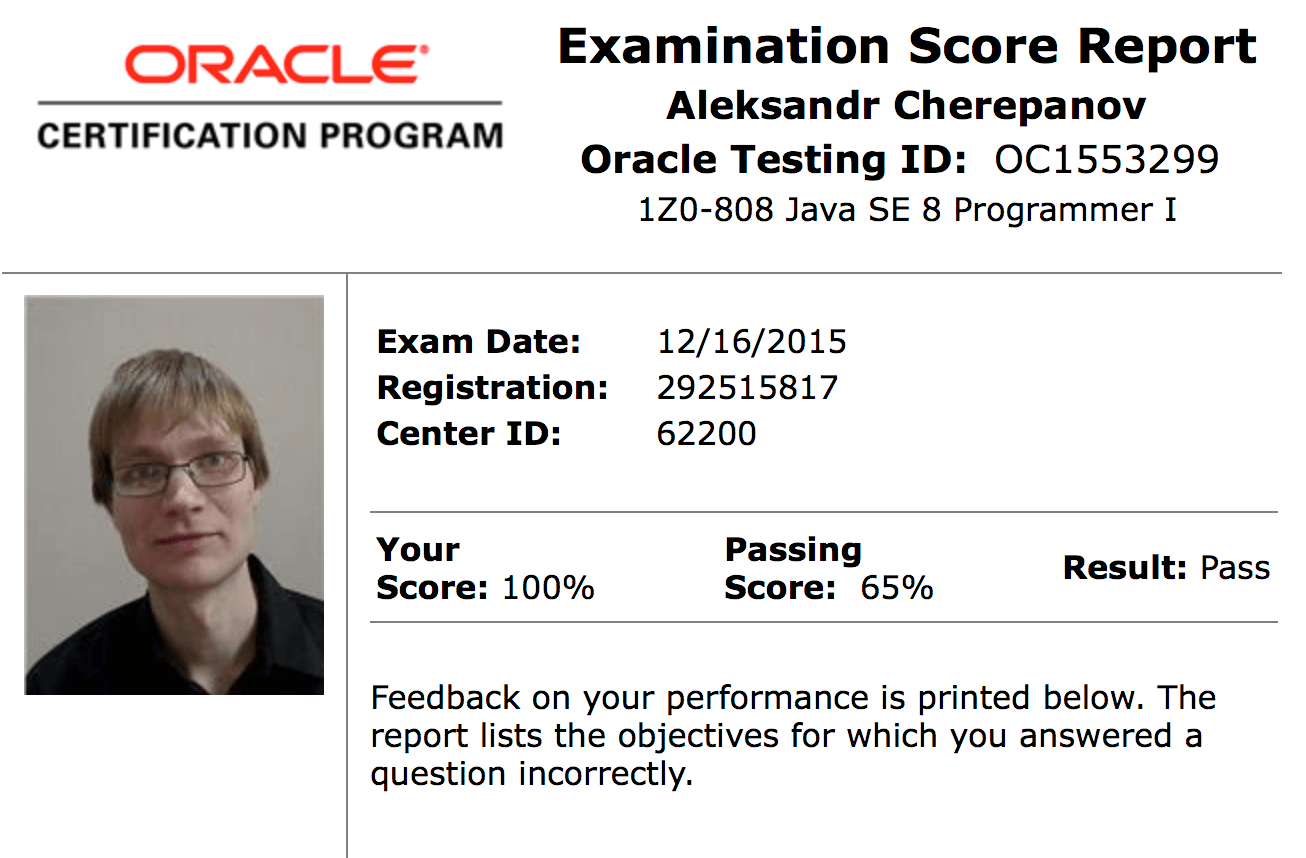 ORACLE®
CERTIFICATION PROGRAM
Examination Score Report
Aleksandr Cherepanov
Oracle Testing ID: OC1553299
1Z0-808 Java SE 8 Programmer I
Exam Date: 12/16/2015
Registration: 292515817
Center ID: 62200
Your
Score: 100%
Passing
Score: 65%
Result: Pass
Feedback on your performance is printed below. The
report lists the objectives for which you answered a
question incorrectly.